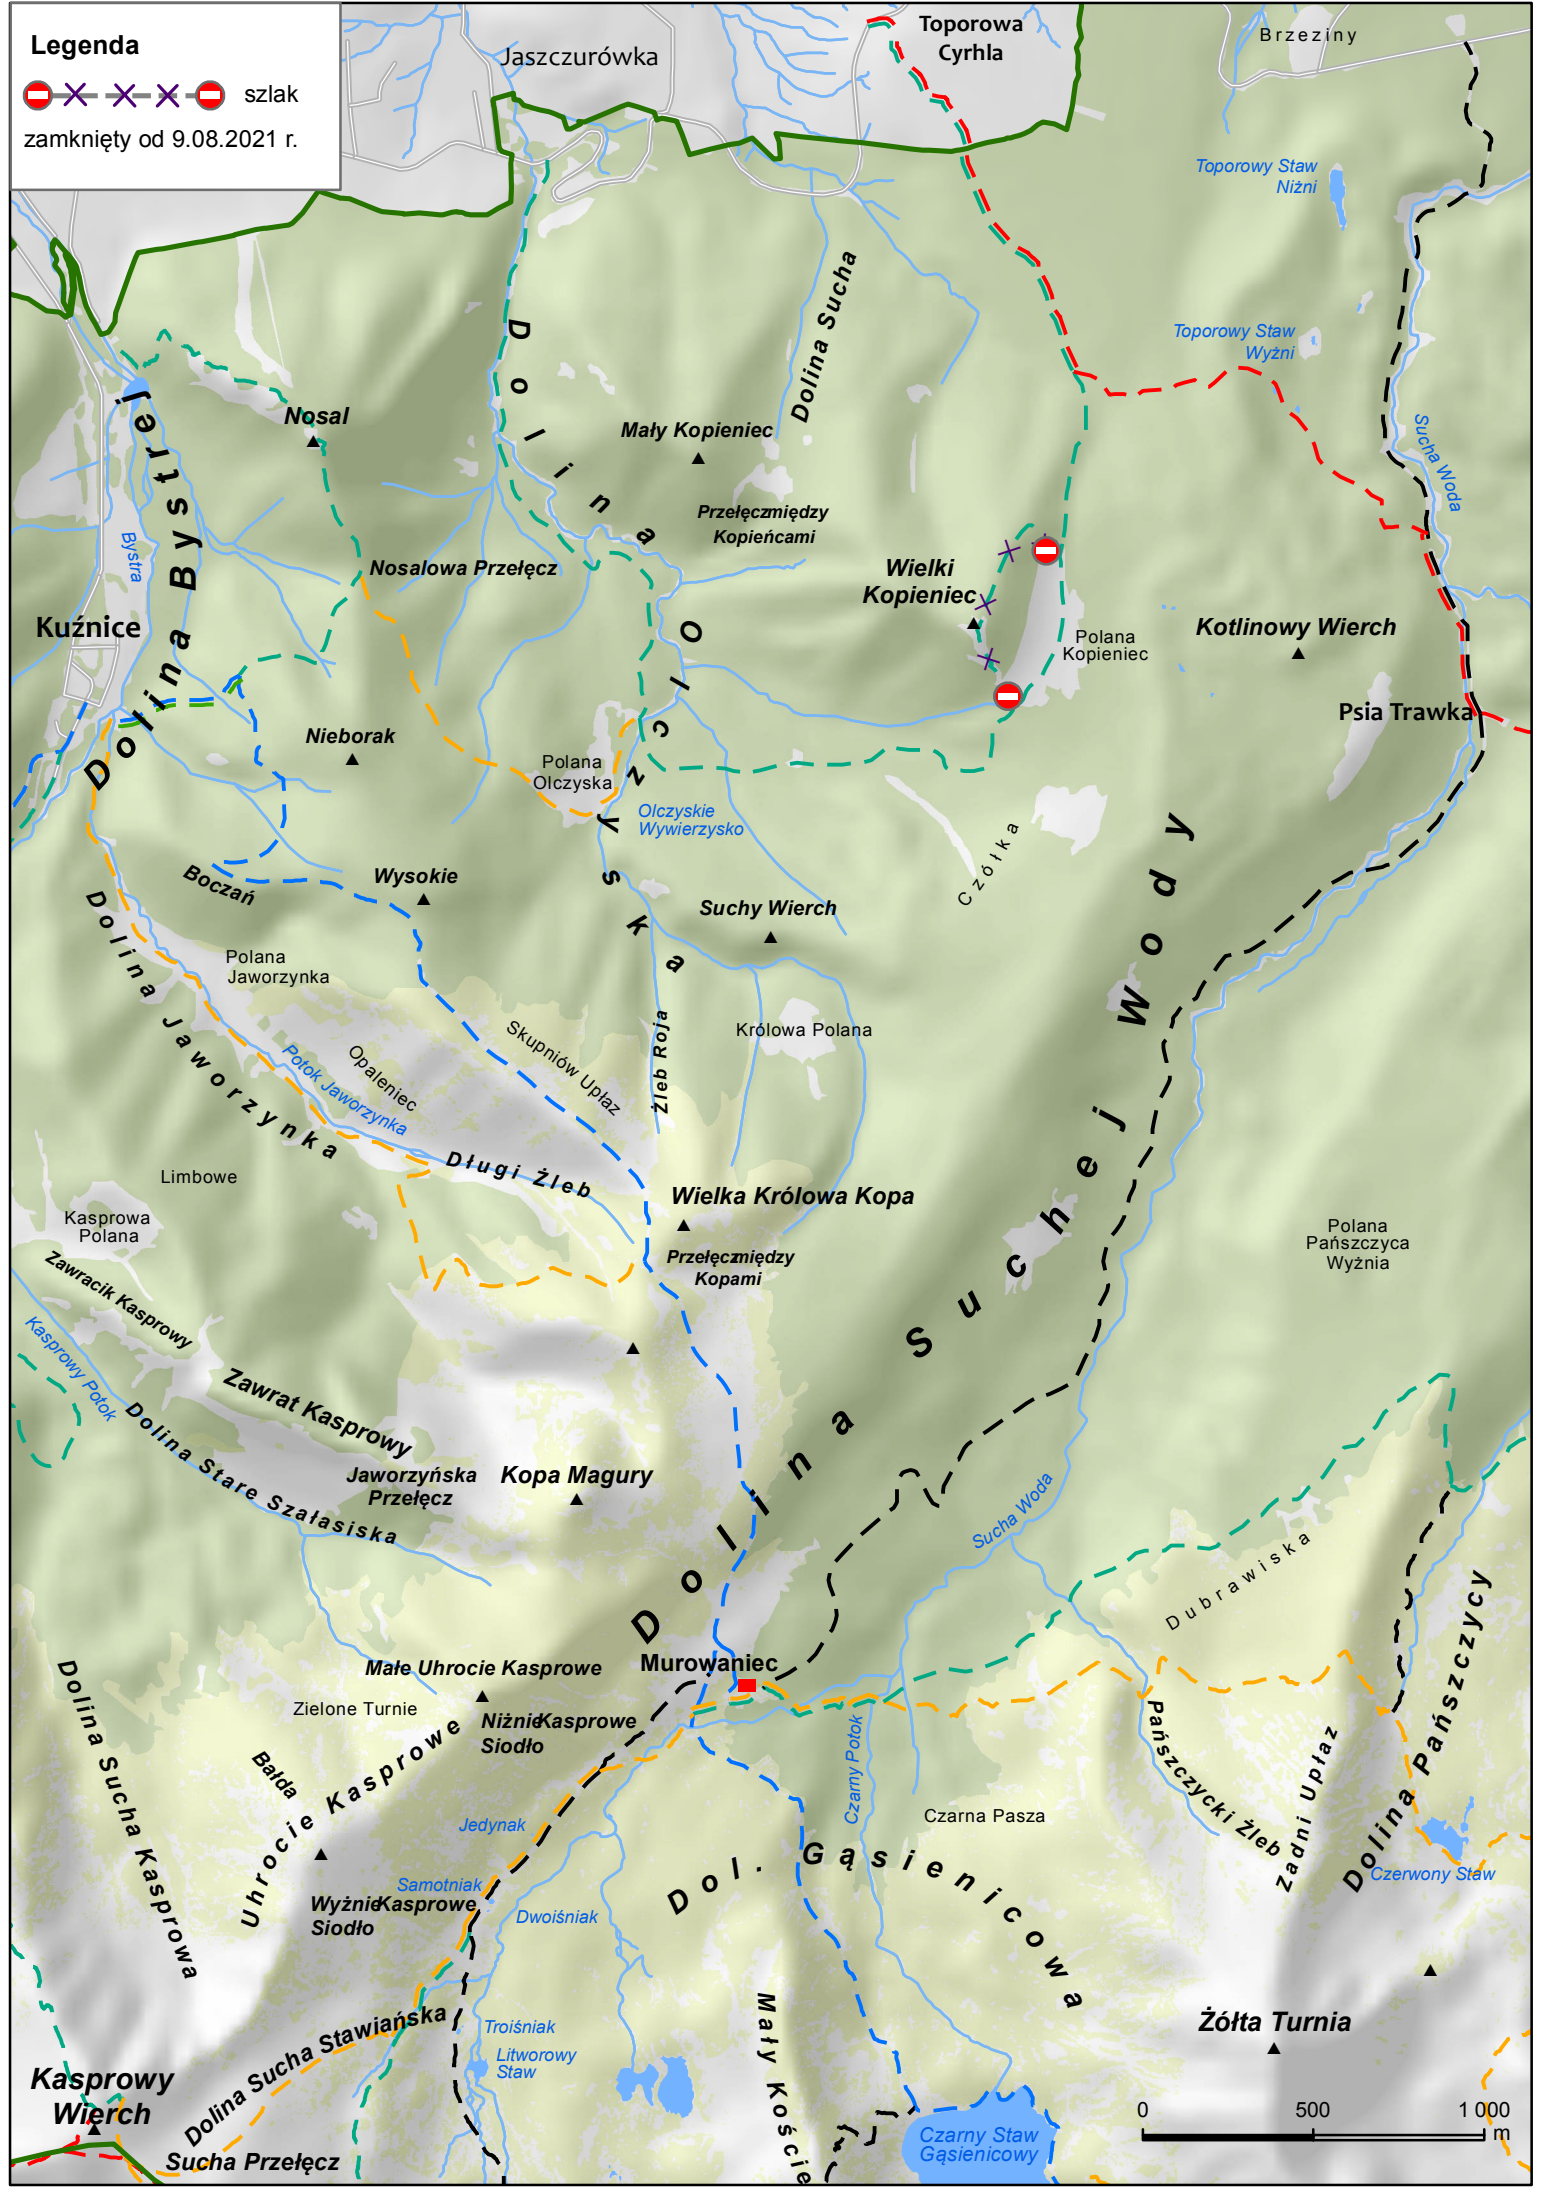 Legenda
szlak
zamknięty od 9.08.2021 r.
Jaszczurówka
Toporowa
Cyrhla
Brzeziny
Toporowy Staw
Niżni
Dolina Sucha
Toporowy Staw
Wyżni
Nosal
Mały Kopieniec
Sucha Woda
Przełęcz między
Kopieńcami
Bystra
Dolina Bystrej
Nosalowa Przełęcz
Wielki
Kopieniec
Kuźnice
Polana
Kopieniec
Kotlinowy Wierch
Psia Trawka
Nieborak
Polana
Olczyska
Dolina Olczyska
Olczyskie
Wywierzysko
Czółka
Boczań
Wysokie
Suchy Wierch
Polana
Jaworzynka
Dolina Jaworzynka
Skupniów Upłaz
Królowa Polana
Opaleniec
Potok Jaworzynka
Żleb Roja
Długi Żleb
Limbowe
Wielka Królowa Kopa
Kasprowa
Polana
Przełęcz między
Kopami
Polana
Pańszczyca
Wyżnia
Zawracik Kasprowy
Kasprowy Potok
Zawrat Kasprowy
Dolina Stare Szałasiska
Jaworzyńska
Przełęcz
Kopa Magury
Dolina Suchej Wody
Sucha Woda
Dubrawiska
Murowaniec
Małe Uhrocie Kasprowe
Zielone Turnie
Niżnie Kasprowe
Siodło
Dolina Sucha Kasprowa
Bałda
Uhrocie Kasprowe
Jedynak
Czarny Potok
Czarna Pasza
Pańszczycki Żleb
Zadni Upłaz
Dolina Pańszczycy
Czerwony Staw
Samotniak
Wyżnie Kasprowe
Siodło
Dwoiśniak
Dol. Gąsienicowa
Dolina Sucha Stawiańska
Troiśniak
Litworowy
Staw
Mały Kościelec
Żółta Turnia
Kasprowy
Wierch
Sucha Przełęcz
Czarny Staw
Gąsienicowy
0 500 1 000
m